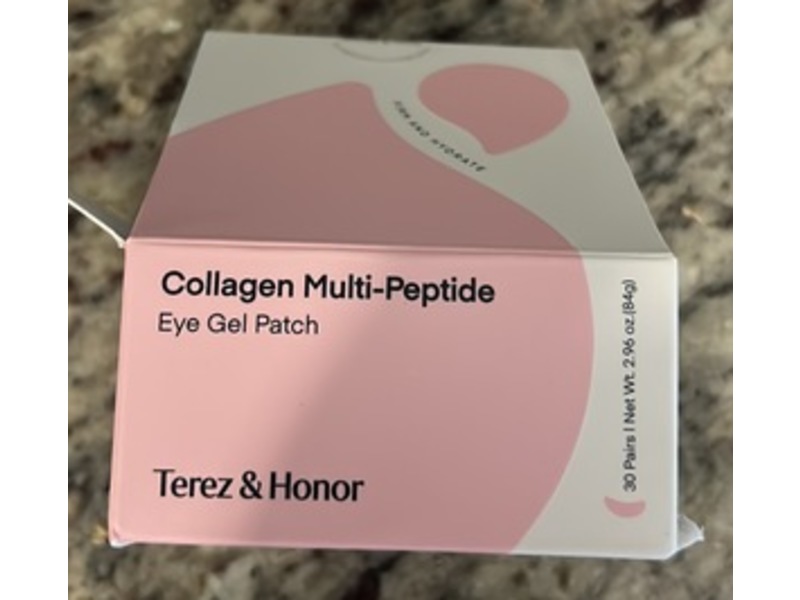 FIRM AND HYDRATE
Collagen Multi-Peptide
Eye Gel Patch
30 Pairs | Net Wt. 2.96 oz.(84g)
Terez & Honor